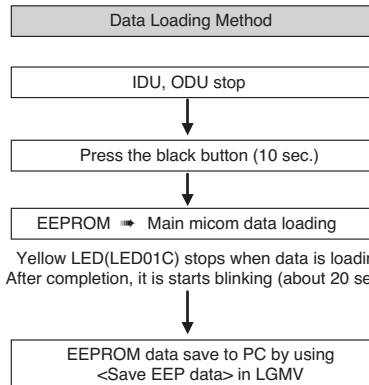 Data Loading Method
IDU, ODU stop
Press the black button (10 sec.)
EEPROM ➠ Main micom data loading
Yellow LED(LED01C) stops when data is
After completion, it is starts blinking (about 20
EEPROM data save to PC by using
<Save EEP data> in LGMV